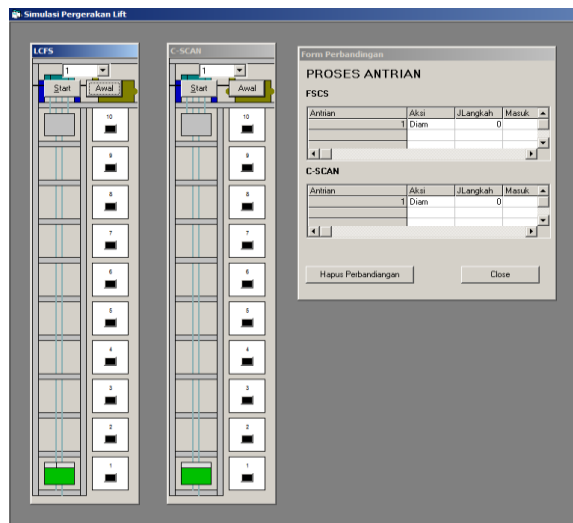 Simulasi Pergerakan Lift
LCFS
1
Start
Awal
10
9
8
7
6
5
4
3
2
1
C-SCAN
1
Start
Awal
10
9
8
7
6
5
4
3
2
1
Form Perbandingan
PROSES ANTRIAN
FSCS
Antrian Aksi JLangkah Masuk
1 Diam 0
C-SCAN
Antrian Aksi JLangkah Masuk
1 Diam 0
Hapus Perbandiangan
Close